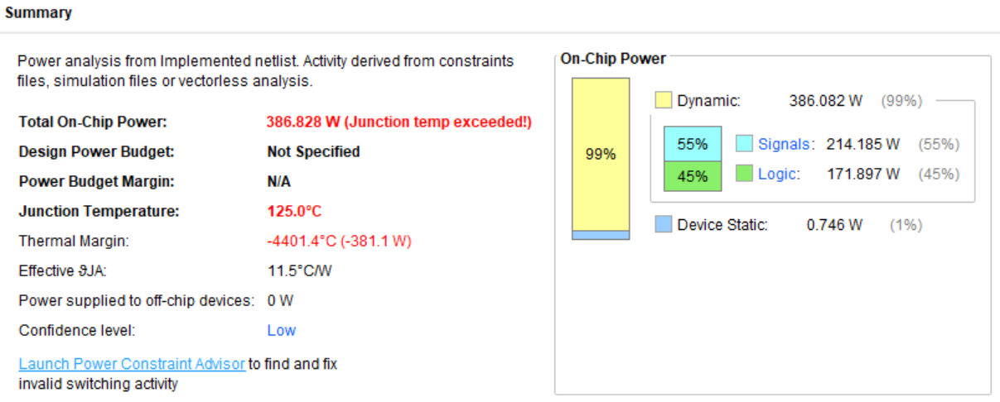 Summary
Power analysis from Implemented netlist. Activity derived from constraints
files, simulation files or vectorless analysis.
Total On-Chip Power: 386.828 W (Junction temp exceeded!)
Design Power Budget: Not Specified
Power Budget Margin: N/A
Junction Temperature: 125.0°C
Thermal Margin: -4401.4°C (-381.1 W)
Effective ϑJA: 11.5°C/W
Power supplied to off-chip devices: 0 W
Confidence level: Low
Launch Power Constraint Advisor to find and fix
invalid switching activity
On-Chip Power
99%
Dynamic: 386.082 W (99%)
55% Signals: 214.185 W (55%)
45% Logic: 171.897 W (45%)
Device Static: 0.746 W (1%)